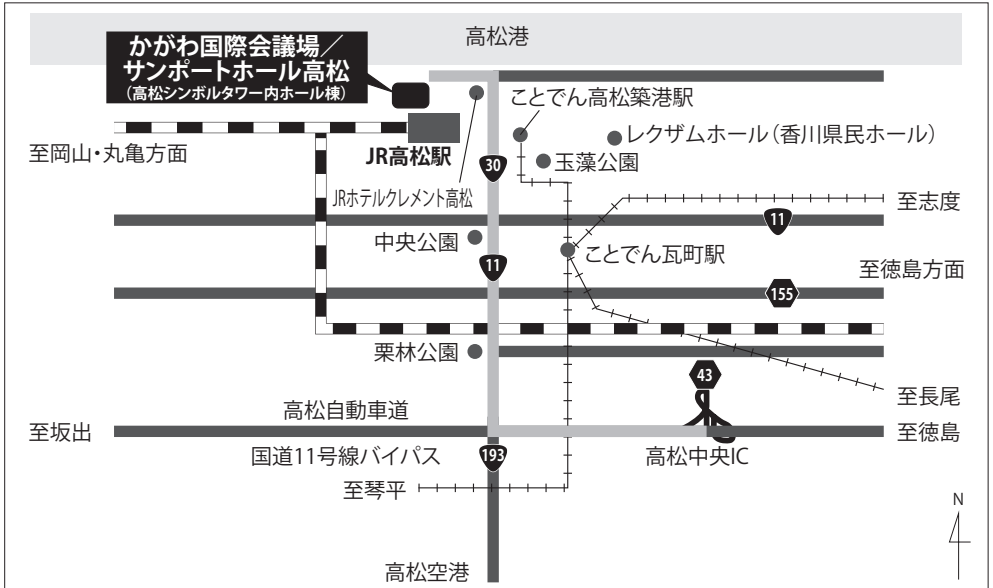 高松港
かがわ国際会議場／
サンポートホール高松
（高松シンボルタワー内ホール棟）
ことでん高松築港駅
レクザムホール（香川県民ホール）
至岡山・丸亀方面
JR高松駅
玉藻公園
30
JRホテルクレメント高松
至志度
11
中央公園
ことでん瓦町駅
11
至徳島方面
155
栗林公園
43
至長尾
高松自動車道
至坂出
至徳島
国道11号線バイパス
193
高松中央IC
至琴平
N
高松空港